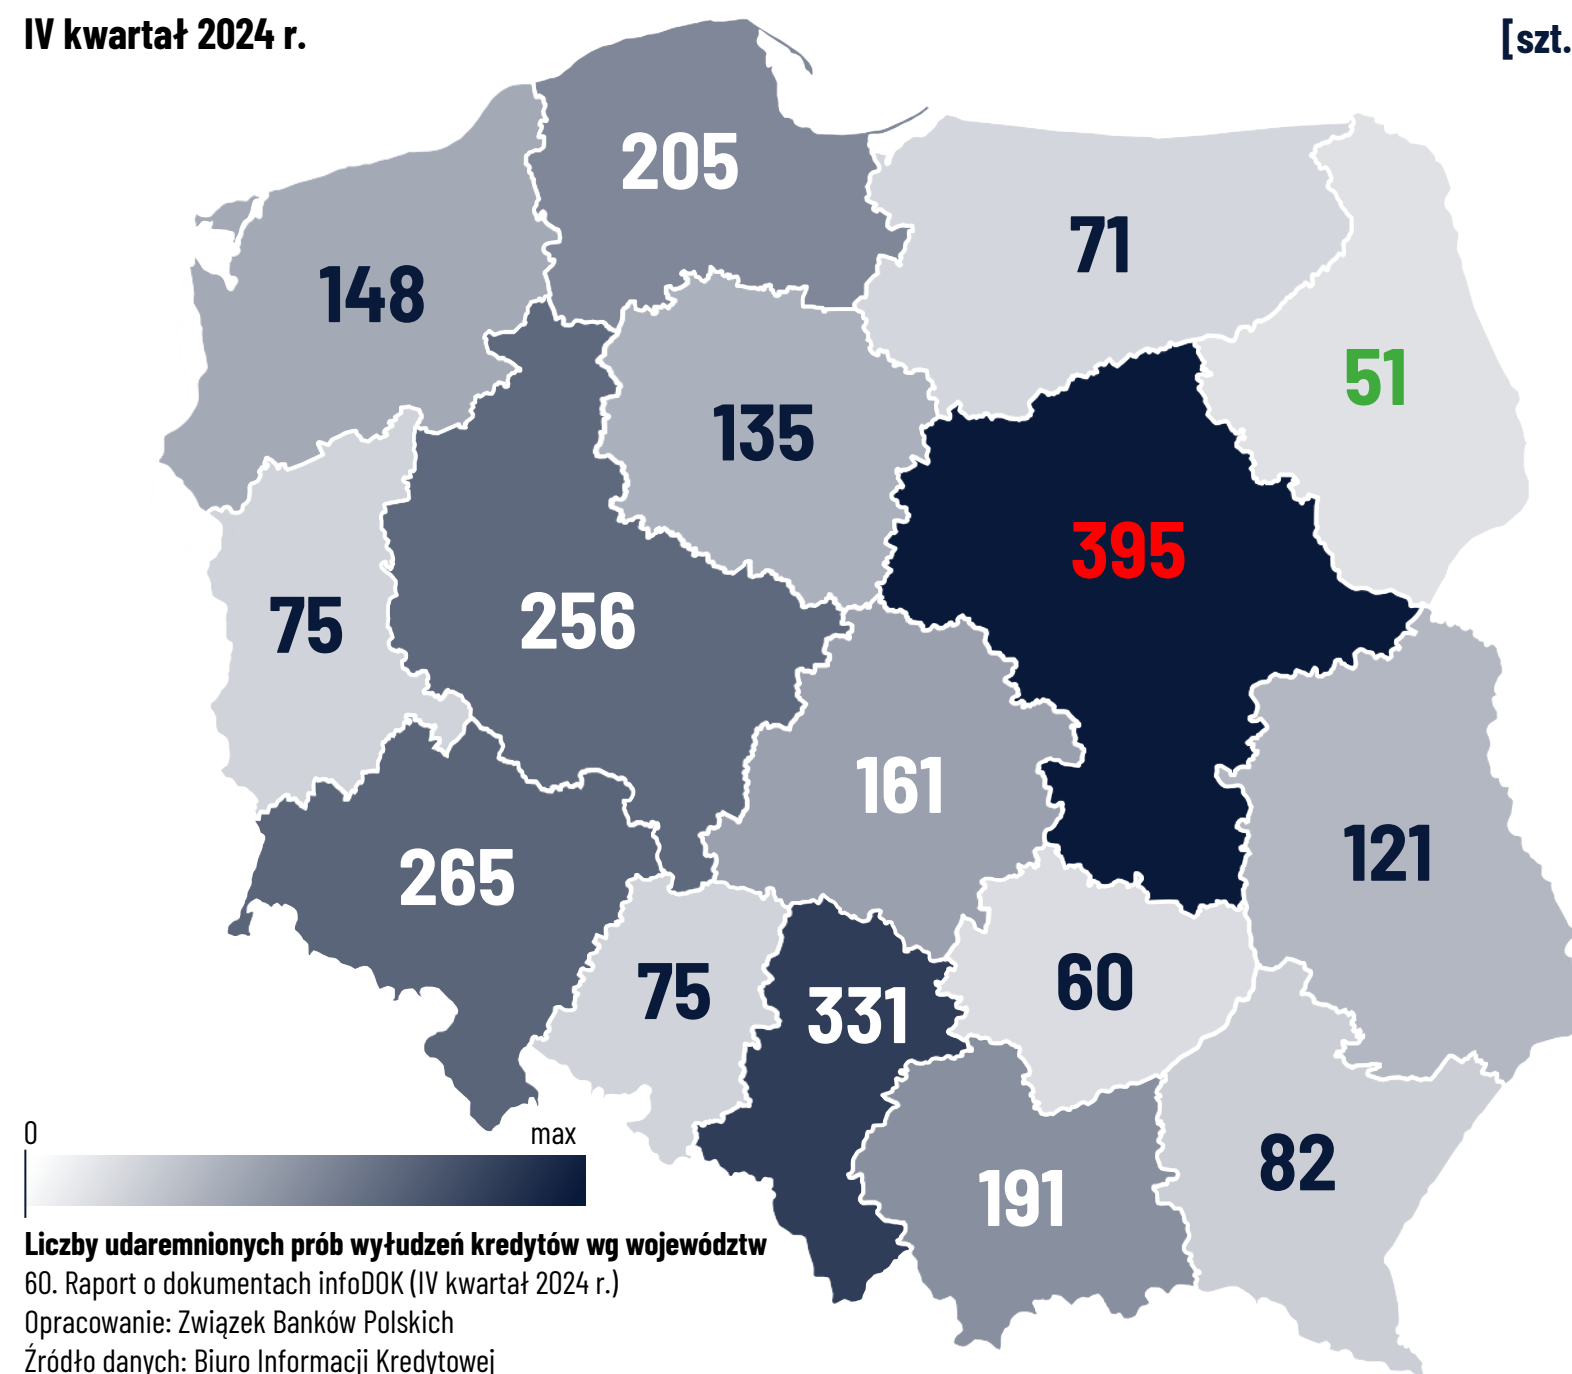 IV kwartał 2024 r.
[szt.
205
71
148
51
135
395
75
256
161
121
265
75
331
60
82
191
0
max
Liczby udaremnionych prób wyłudzeń kredytów wg województw
60. Raport o dokumentach infoDOK (IV kwartał 2024 r.)
Opracowanie: Związek Banków Polskich
Źródło danych: Biuro Informacji Kredytowej